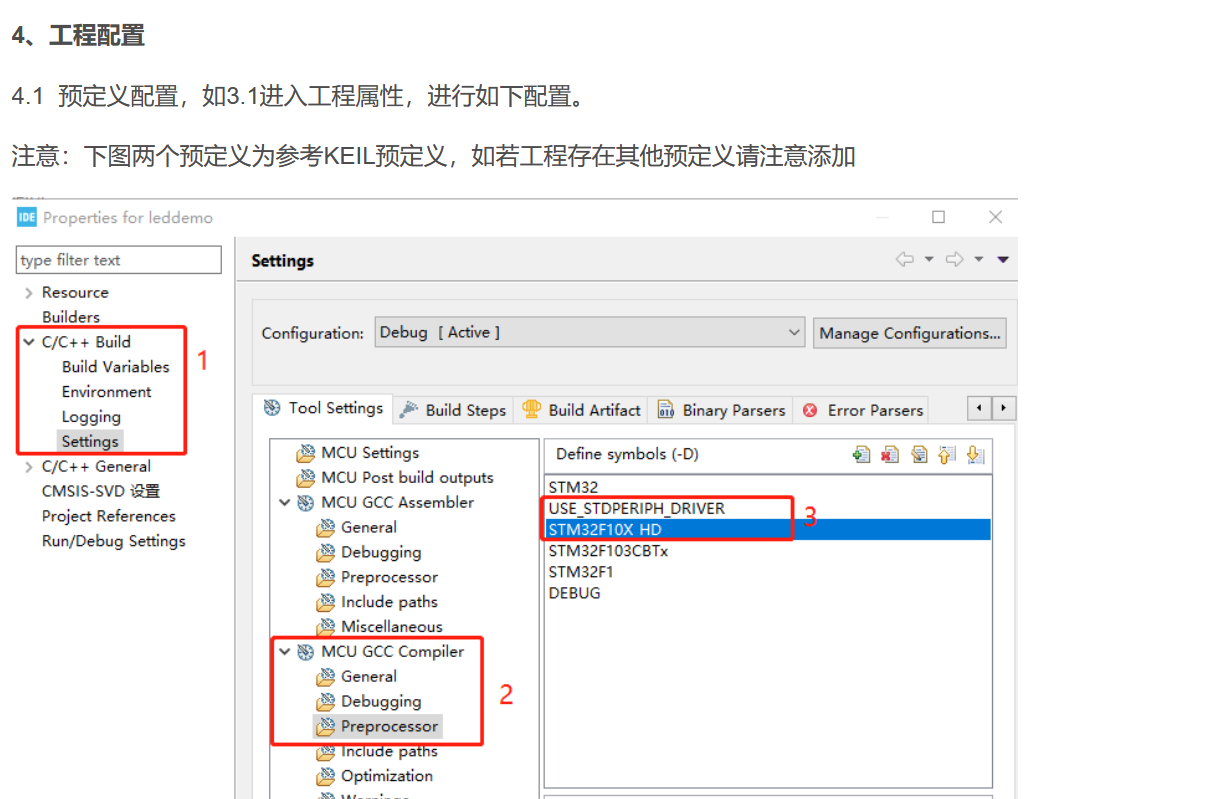 4、工程配置
4.1 预定义配置，如3.1进入工程属性，进行如下配置。
注意：下图两个预定义为参考KEIL预定义，如若工程存在其他预定义请注意添加
IDE Properties for leddemo
type filter text
Settings
Resource
Builders
C/C++ Build
Build Variables
Environment
Logging
Settings
C/C++ General
CMSIS-SVD 设置
Project References
Run/Debug Settings
1
Configuration: Debug [ Active ] Manage Configurations...
Tool Settings Build Steps Build Artifact Binary Parsers Error Parsers
MCU Settings
MCU Post build outputs
MCU GCC Assembler
General
Debugging
Preprocessor
Include paths
Miscellaneous
MCU GCC Compiler
General
Debugging
Preprocessor
Include paths
Optimization
Warnings
2
Define symbols (-D)
STM32
USE_STDPERIPH_DRIVER
STM32F10X_HD
STM32F103CBTx
STM32F1
DEBUG
3